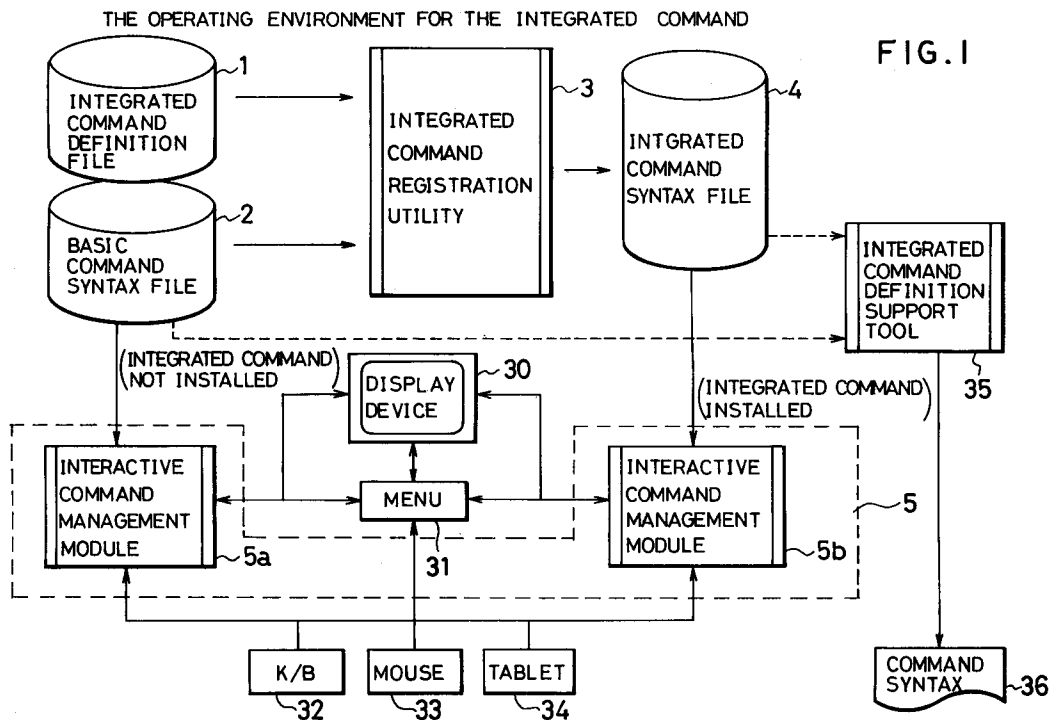 THE OPERATING ENVIRONMENT FOR THE INTEGRATED COMMAND
FIG.1
1
INTEGRATED
COMMAND
DEFINITION
FILE
2
BASIC
COMMAND
SYNTAX FILE
3
INTEGRATED
COMMAND
REGISTRATION
UTILITY
4
INTGRATED
COMMAND
SYNTAX FILE
INTEGRATED
COMMAND
DEFINITION
SUPPORT
TOOL
35
(INTEGRATED COMMAND)
NOT INSTALLED
30
DISPLAY
DEVICE
(INTEGRATED COMMAND)
INSTALLED
INTERACTIVE
COMMAND
MANAGEMENT
MODULE
5a
MENU
31
INTERACTIVE
COMMAND
MANAGEMENT
MODULE
5b
5
K/B
32
MOUSE
33
TABLET
34
COMMAND
SYNTAX
36